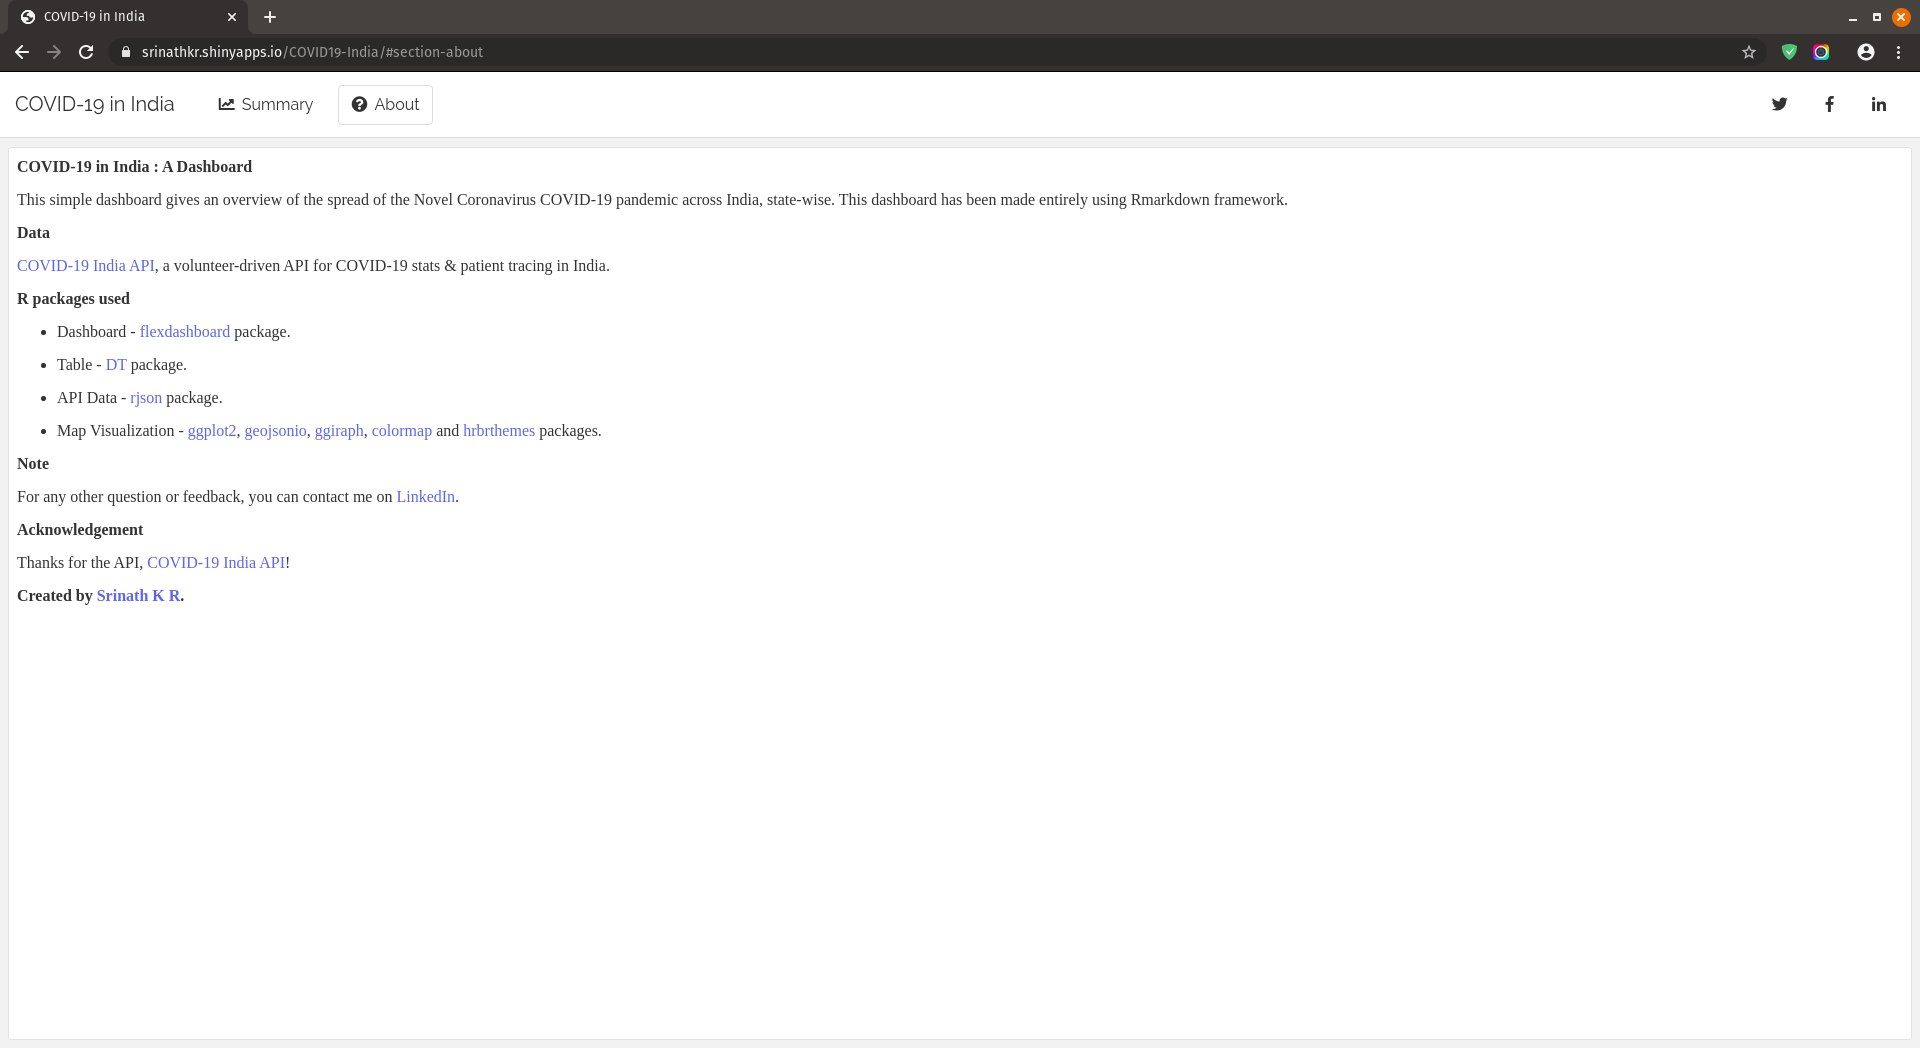 COVID-19 in India
srinathkr.shinyapps.io/COVID19-India/#section-about
COVID-19 in India Summary About
COVID-19 in India : A Dashboard
This simple dashboard gives an overview of the spread of the Novel Coronavirus COVID-19 pandemic across India, state-wise. This dashboard has been made entirely using Rmarkdown framework.
Data
COVID-19 India API, a volunteer-driven API for COVID-19 stats & patient tracing in India.
R packages used
• Dashboard - flexdashboard package.
• Table - DT package.
• API Data - rjson package.
• Map Visualization - ggplot2, geojsonio, ggiraph, colormap and hrbrthemes packages.
Note
For any other question or feedback, you can contact me on LinkedIn.
Acknowledgement
Thanks for the API, COVID-19 India API!
Created by Srinath K R.